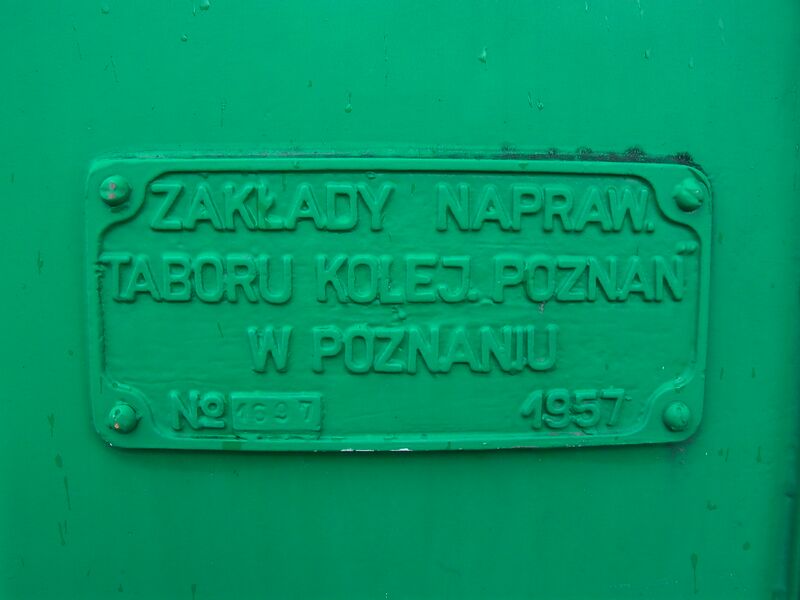 ZAKŁADY NAPRAW.
TABORU KOLEJ. POZNAŃ"
W POZNANIU
No 1697 1957